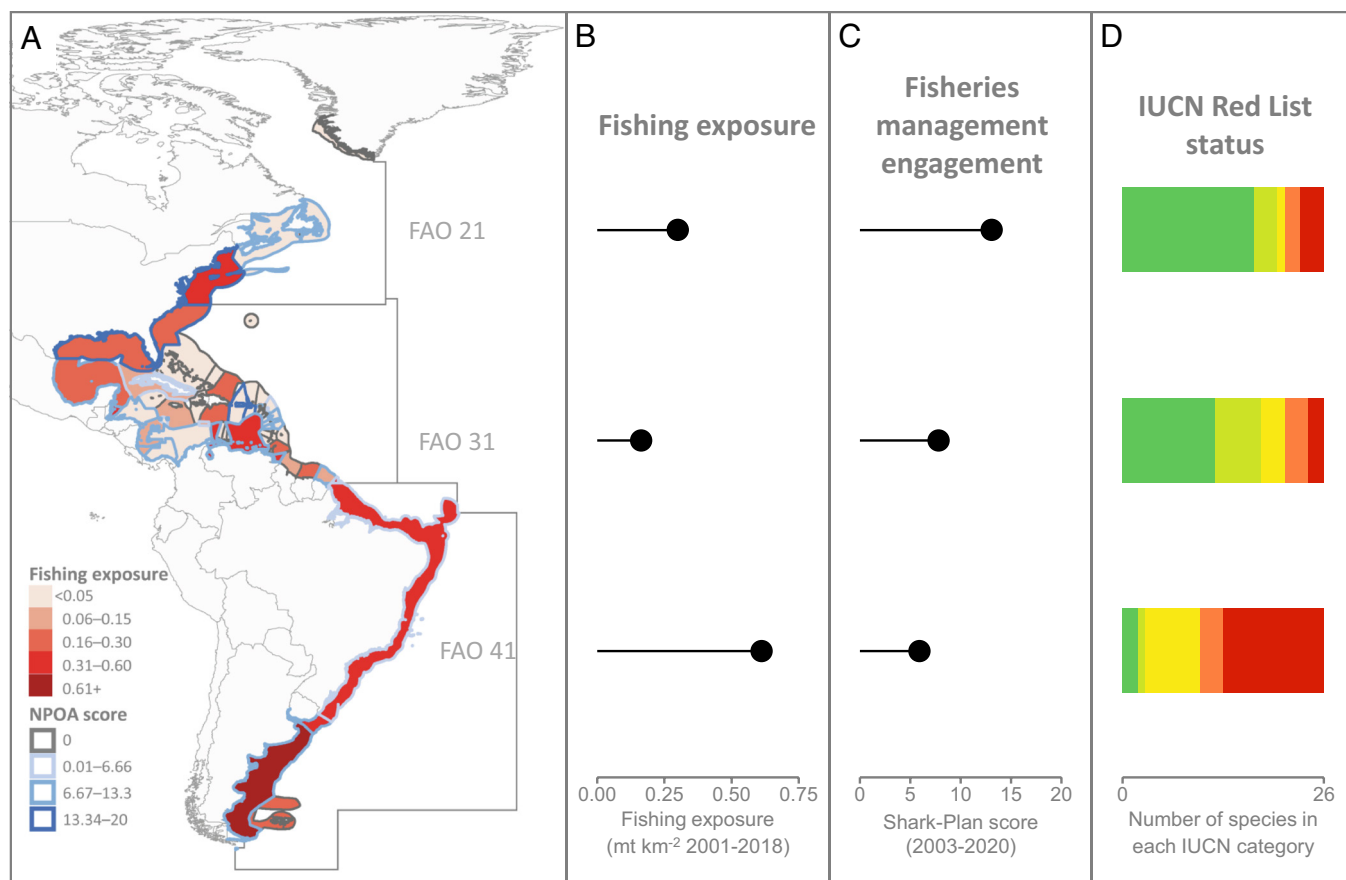 A
FAO 21
FAO 31
FAO 41
Fishing exposure
<0.05
0.06–0.15
0.16–0.30
0.31–0.60
0.61+
NPOA score
0
0.01–6.66
6.67–13.3
13.34–20
B
Fishing exposure
0.00 0.25 0.50 0.75
Fishing exposure
(mt km-2 2001-2018)
C
Fisheries
management
engagement
0 5 10 15 20
Shark-Plan score
(2003-2020)
D
IUCN Red List
status
0 26
Number of species in
each IUCN category